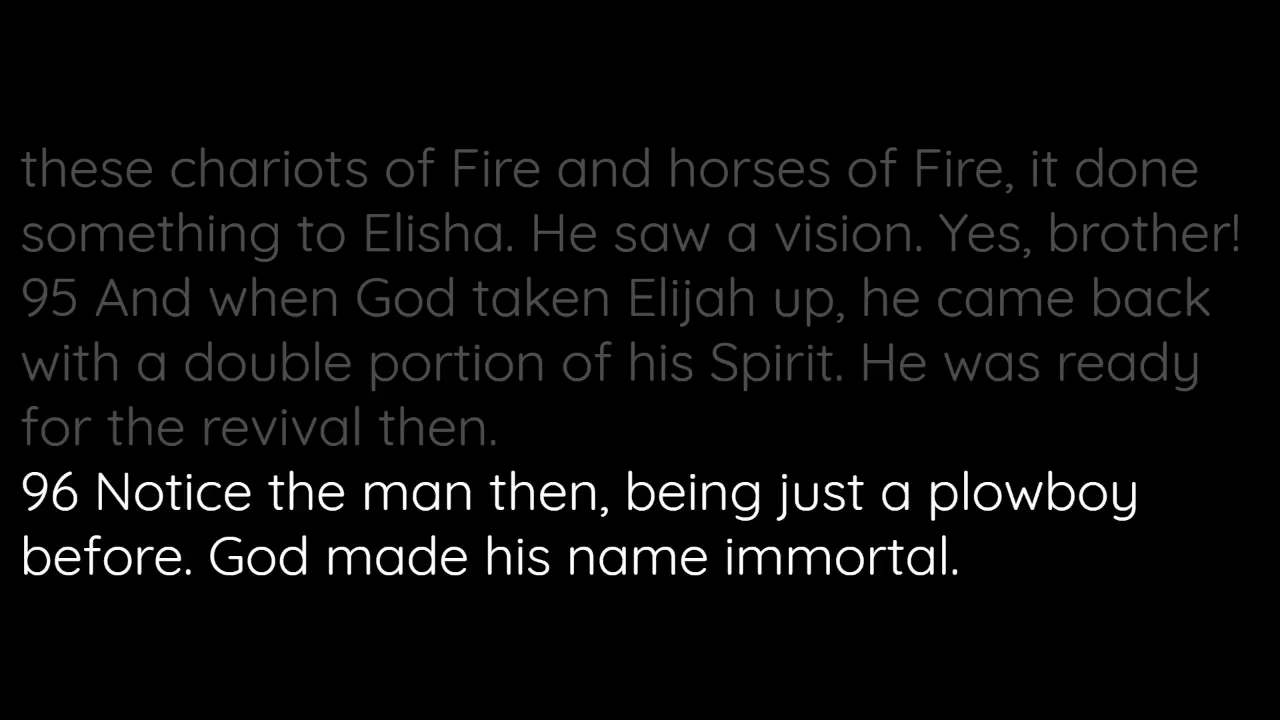 these chariots of Fire and horses of Fire, it done
something to Elisha. He saw a vision. Yes, brother!
95 And when God taken Elijah up, he came back
with a double portion of his Spirit. He was ready
for the revival then.
96 Notice the man then, being just a plowboy
before. God made his name immortal.